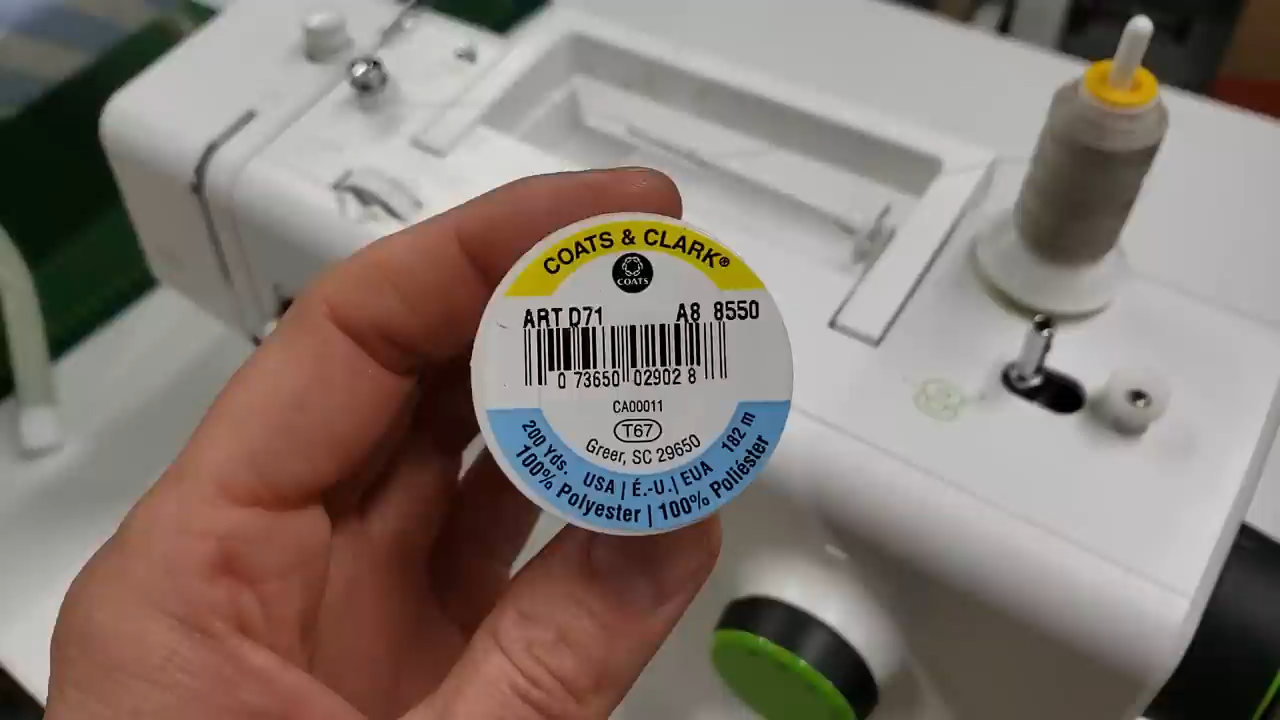 COATS & CLARK®
COATS
ART D71 A8 8550
0 73650 02902 8
CA00011
T67
Greer, SC 29650
200 Yds. USA | É.-U. | EUA 182 m
100% Polyester | 100% Poliéster